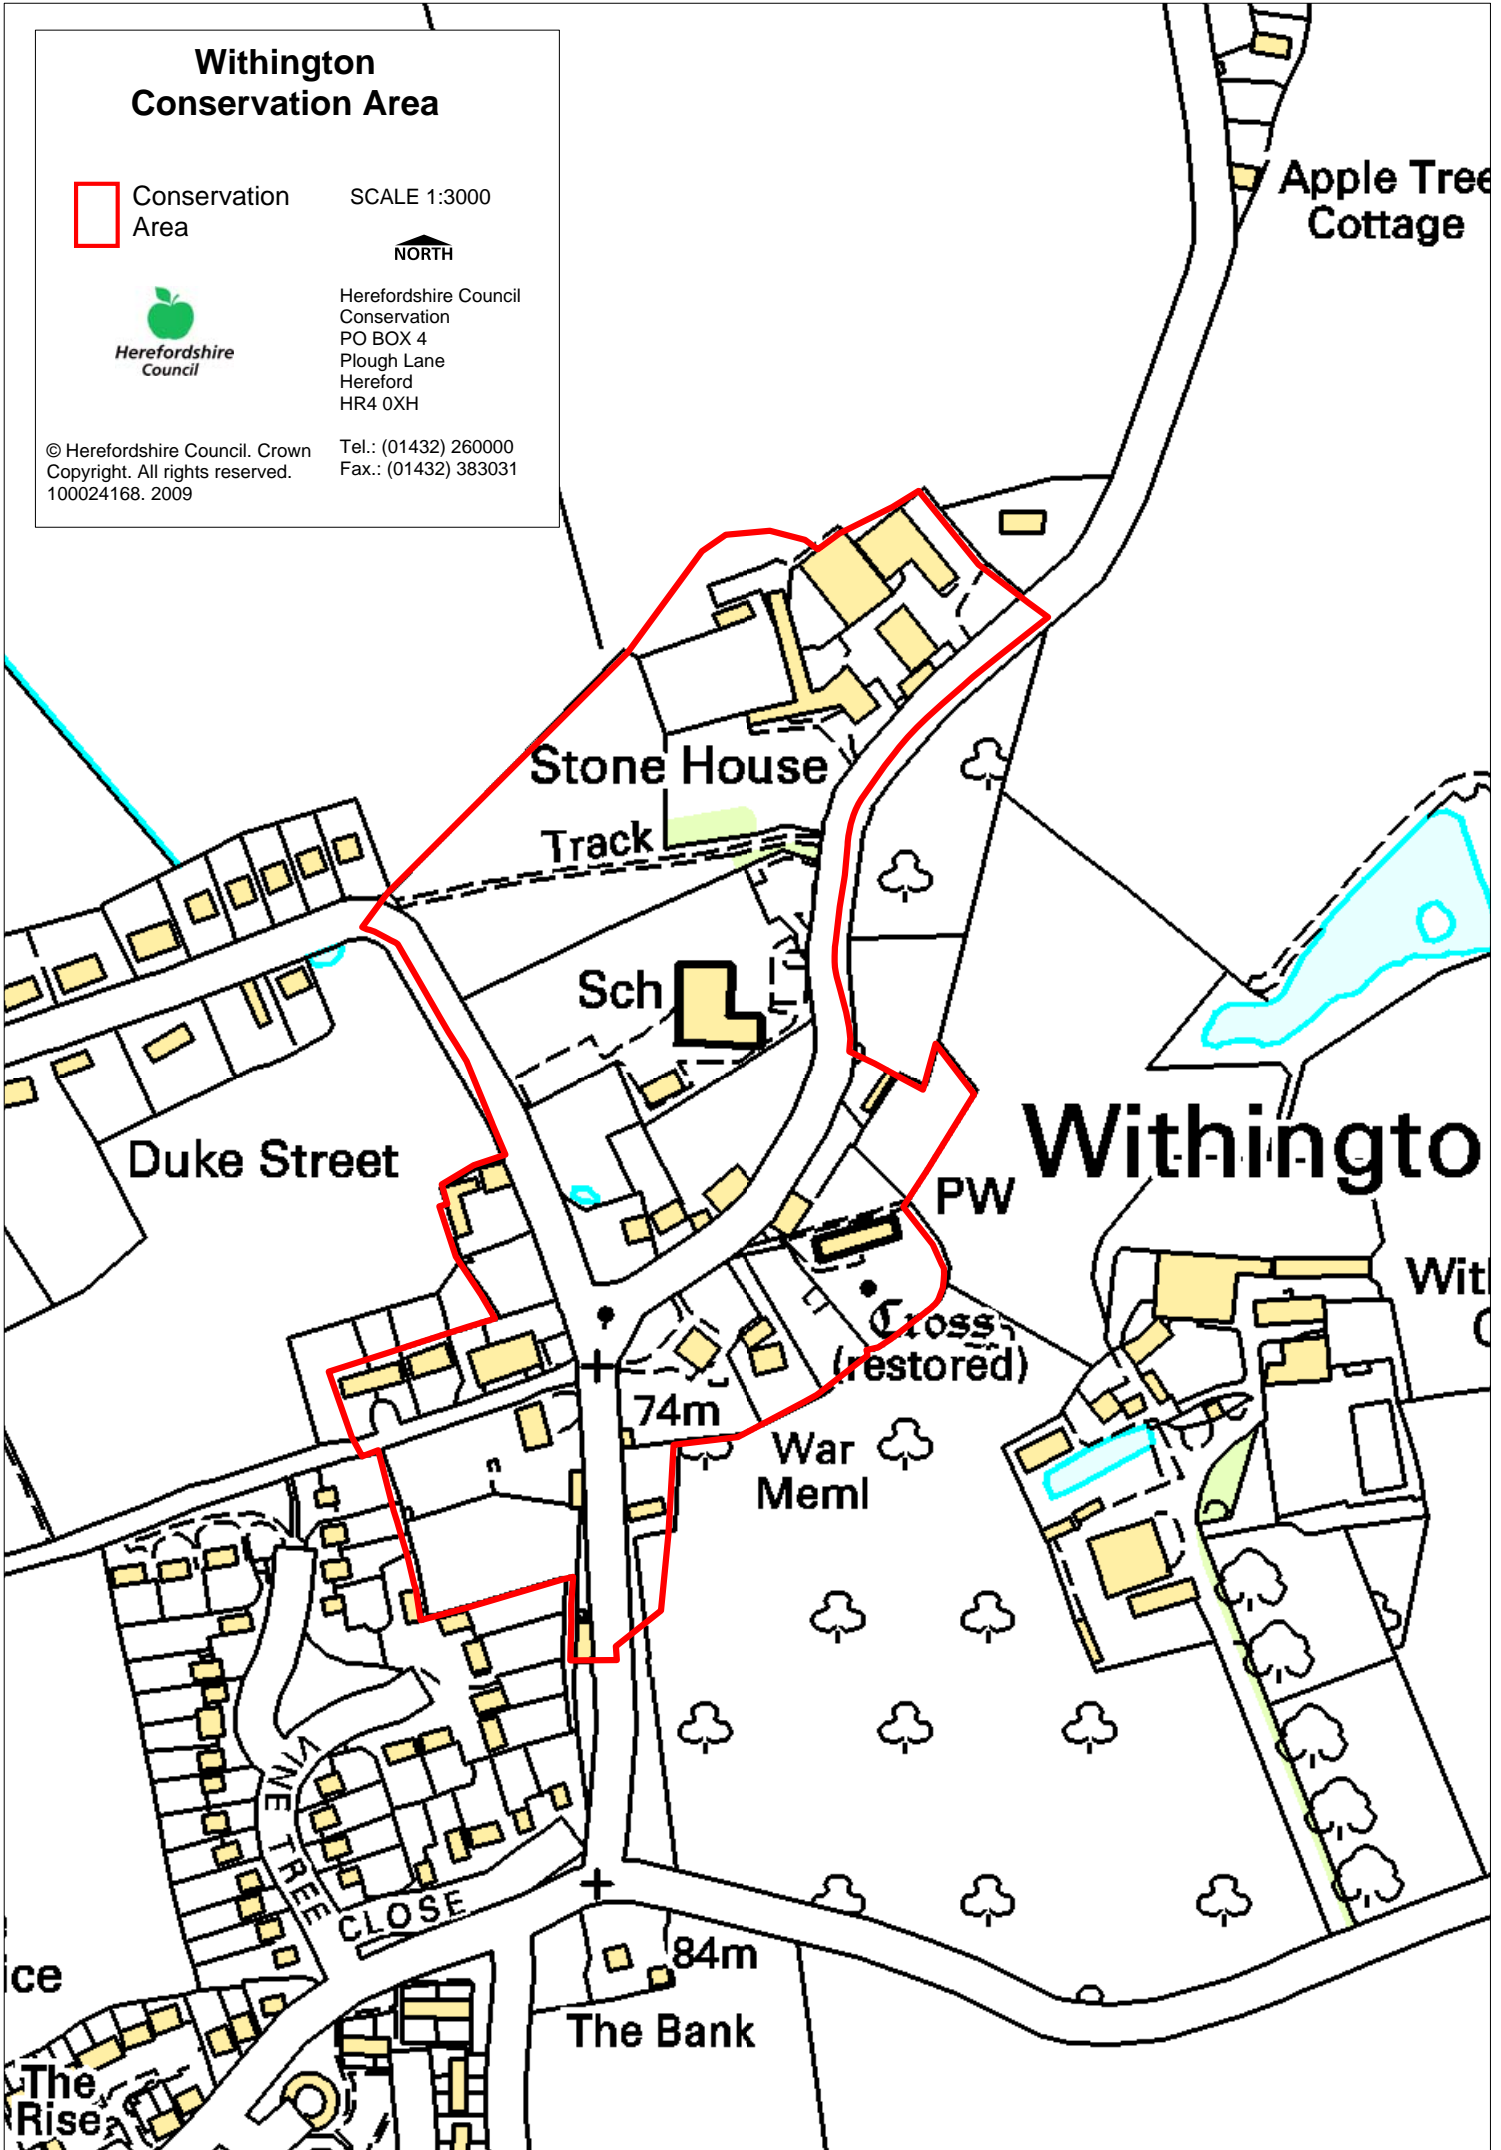 Withington
Conservation Area
Conservation
Area
SCALE 1:3000
NORTH
Herefordshire
Council
Herefordshire Council
Conservation
PO BOX 4
Plough Lane
Hereford
HR4 0XH
Tel.: (01432) 260000
Fax.: (01432) 383031
© Herefordshire Council. Crown
Copyright. All rights reserved.
100024168. 2009
Apple Tree
Cottage
Stone House
Track
Sch
Duke Street
Withingto
PW
Cross
(restored)
74m
War
Meml
With
C
VINE TREE
CLOSE
84m
The Bank
ice
The
Rise